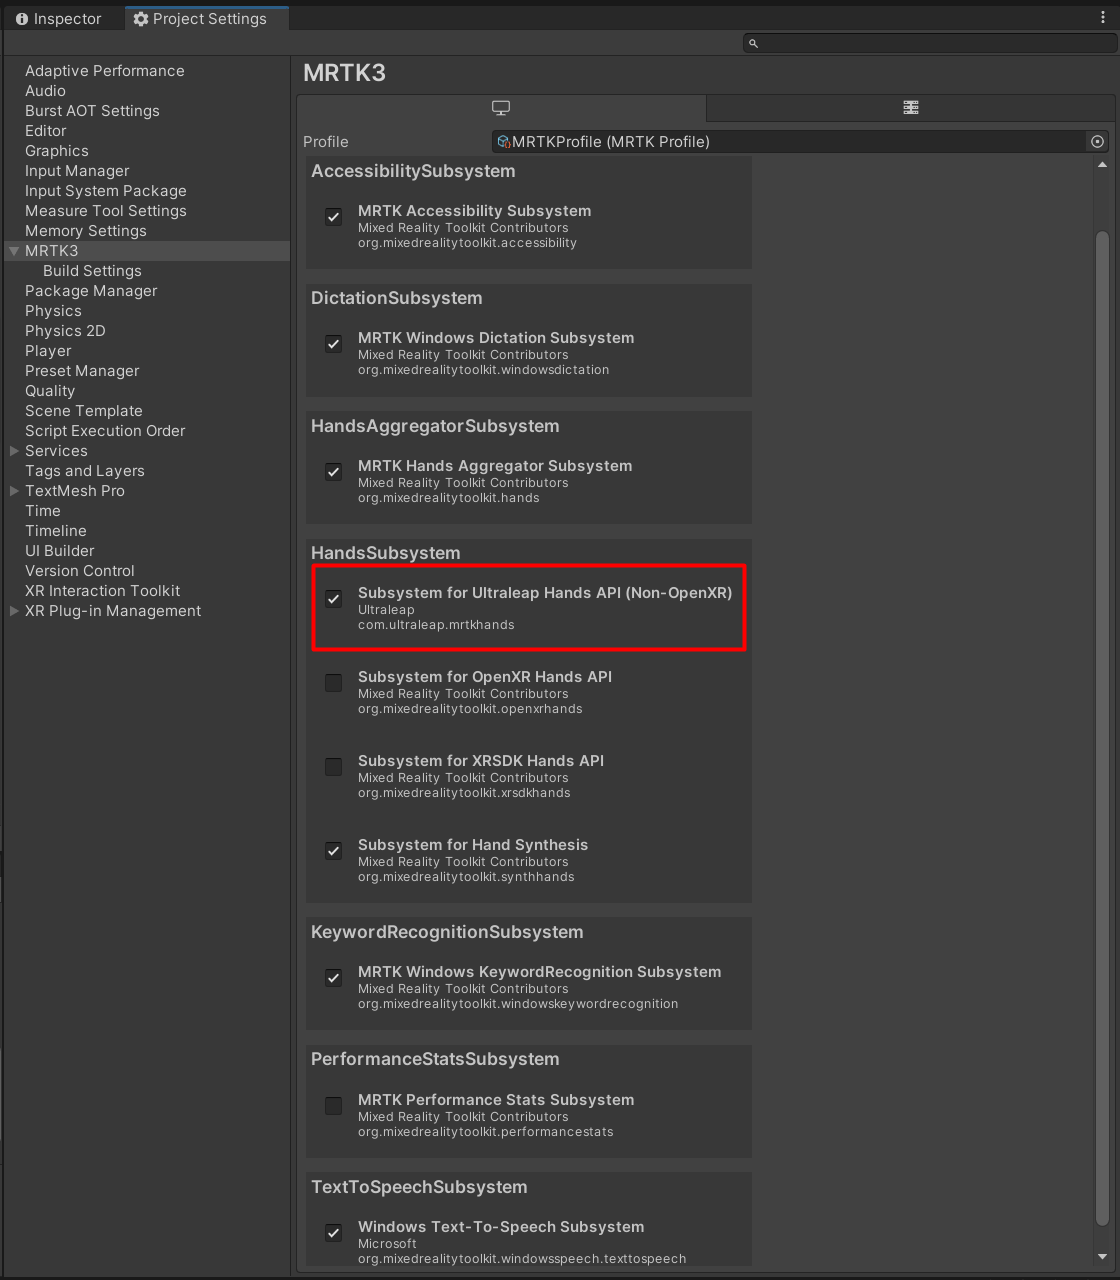 Inspector
Project Settings
Adaptive Performance
Audio
Burst AOT Settings
Editor
Graphics
Input Manager
Input System Package
Measure Tool Settings
Memory Settings
MRTK3
Build Settings
Package Manager
Physics
Physics 2D
Player
Preset Manager
Quality
Scene Template
Script Execution Order
Services
Tags and Layers
TextMesh Pro
Time
Timeline
UI Builder
Version Control
XR Interaction Toolkit
XR Plug-in Management
MRTK3
Profile
MRTKProfile (MRTK Profile)
AccessibilitySubsystem
MRTK Accessibility Subsystem
Mixed Reality Toolkit Contributors
org.mixedrealitytoolkit.accessibility
DictationSubsystem
MRTK Windows Dictation Subsystem
Mixed Reality Toolkit Contributors
org.mixedrealitytoolkit.windowsdictation
HandsAggregatorSubsystem
MRTK Hands Aggregator Subsystem
Mixed Reality Toolkit Contributors
org.mixedrealitytoolkit.hands
HandsSubsystem
Subsystem for Ultraleap Hands API (Non-OpenXR)
Ultraleap
com.ultraleap.mrtkhands
Subsystem for OpenXR Hands API
Mixed Reality Toolkit Contributors
org.mixedrealitytoolkit.openxrhands
Subsystem for XRSDK Hands API
Mixed Reality Toolkit Contributors
org.mixedrealitytoolkit.xrsdkhands
Subsystem for Hand Synthesis
Mixed Reality Toolkit Contributors
org.mixedrealitytoolkit.synthhands
KeywordRecognitionSubsystem
MRTK Windows KeywordRecognition Subsystem
Mixed Reality Toolkit Contributors
org.mixedrealitytoolkit.windowskeywordrecognition
PerformanceStatsSubsystem
MRTK Performance Stats Subsystem
Mixed Reality Toolkit Contributors
org.mixedrealitytoolkit.performancestats
TextToSpeechSubsystem
Windows Text-To-Speech Subsystem
Microsoft
org.mixedrealitytoolkit.windowsspeech.texttospeech